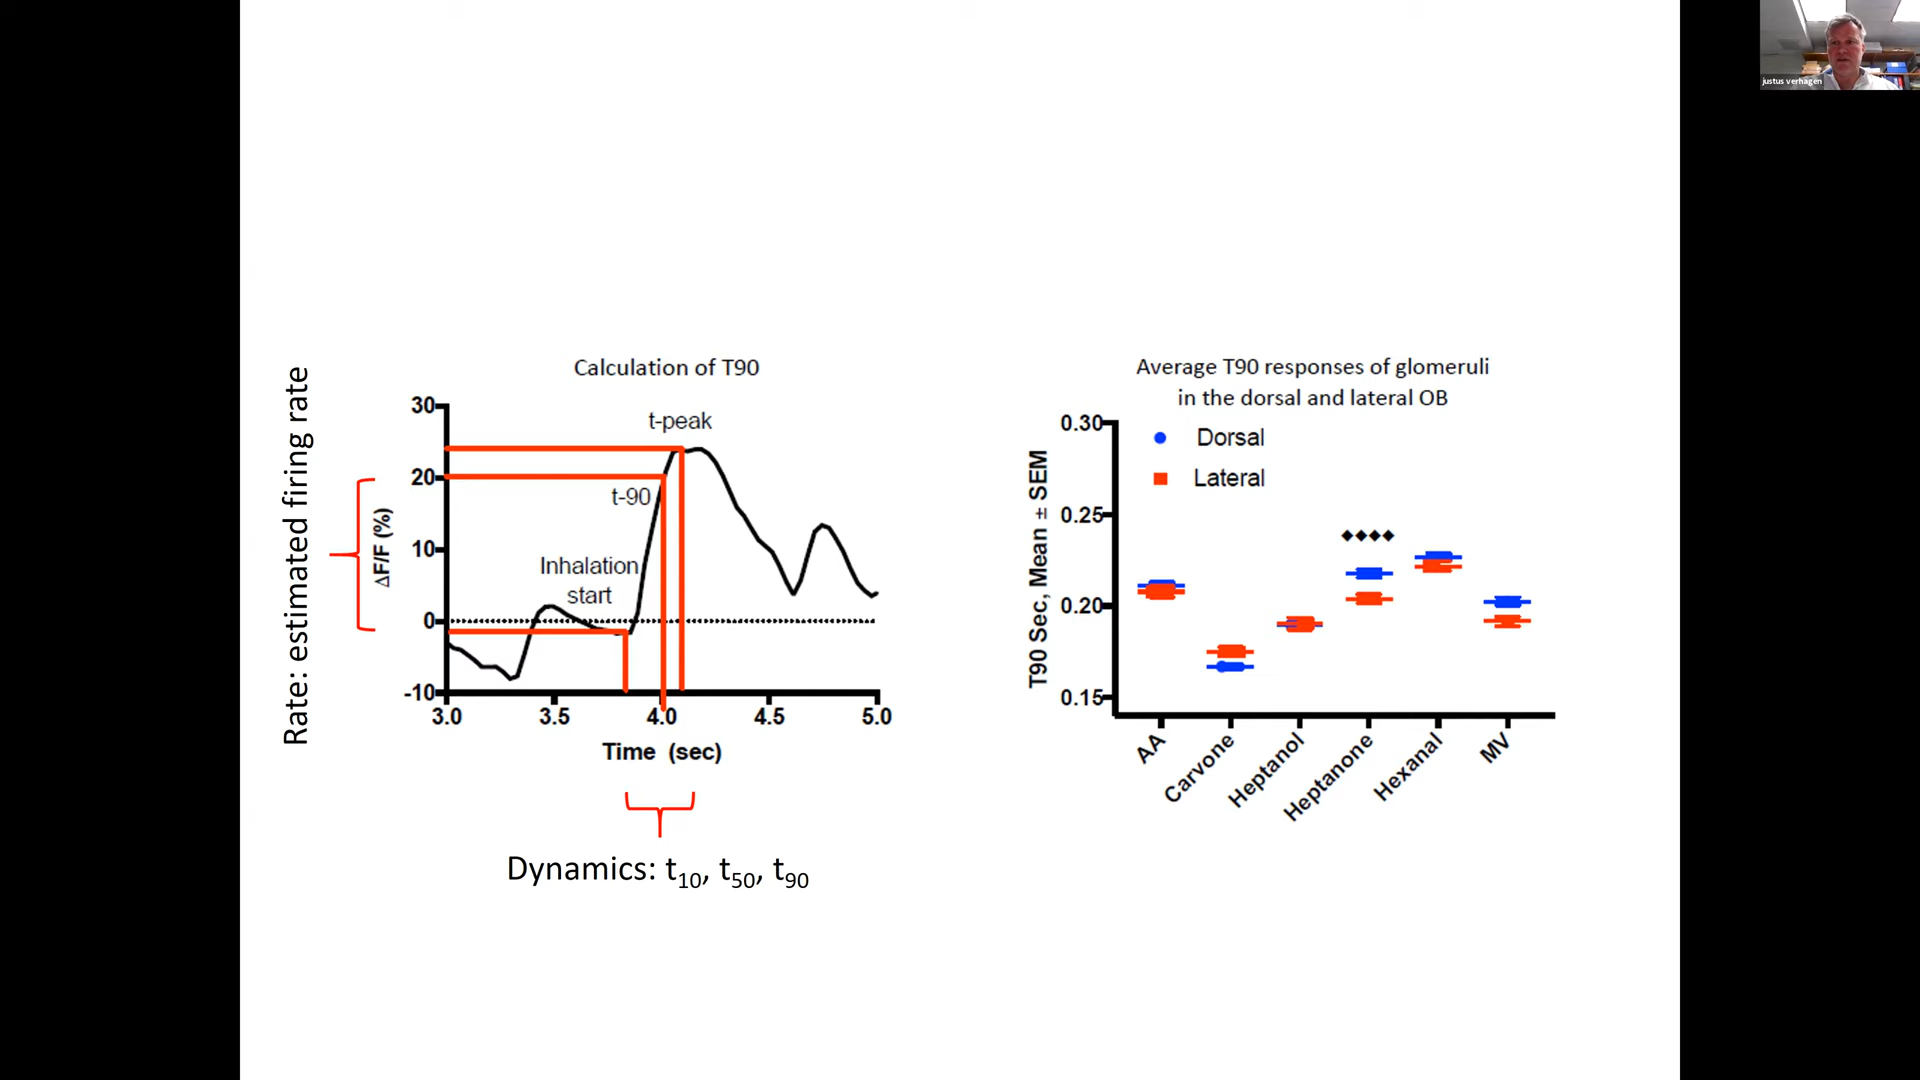 justus verhagen
Calculation of T90
Rate: estimated firing rate
ΔF/F (%)
30
20
10
0
-10
t-peak
t-90
Inhalation
start
3.0 3.5 4.0 4.5 5.0
Time (sec)
Dynamics: t10, t50, t90
Average T90 responses of glomeruli
in the dorsal and lateral OB
T90 Sec, Mean ± SEM
0.30
0.25
0.20
0.15
Dorsal
Lateral
AA
Carvone
Heptanol
Heptanone
Hexanal
MV